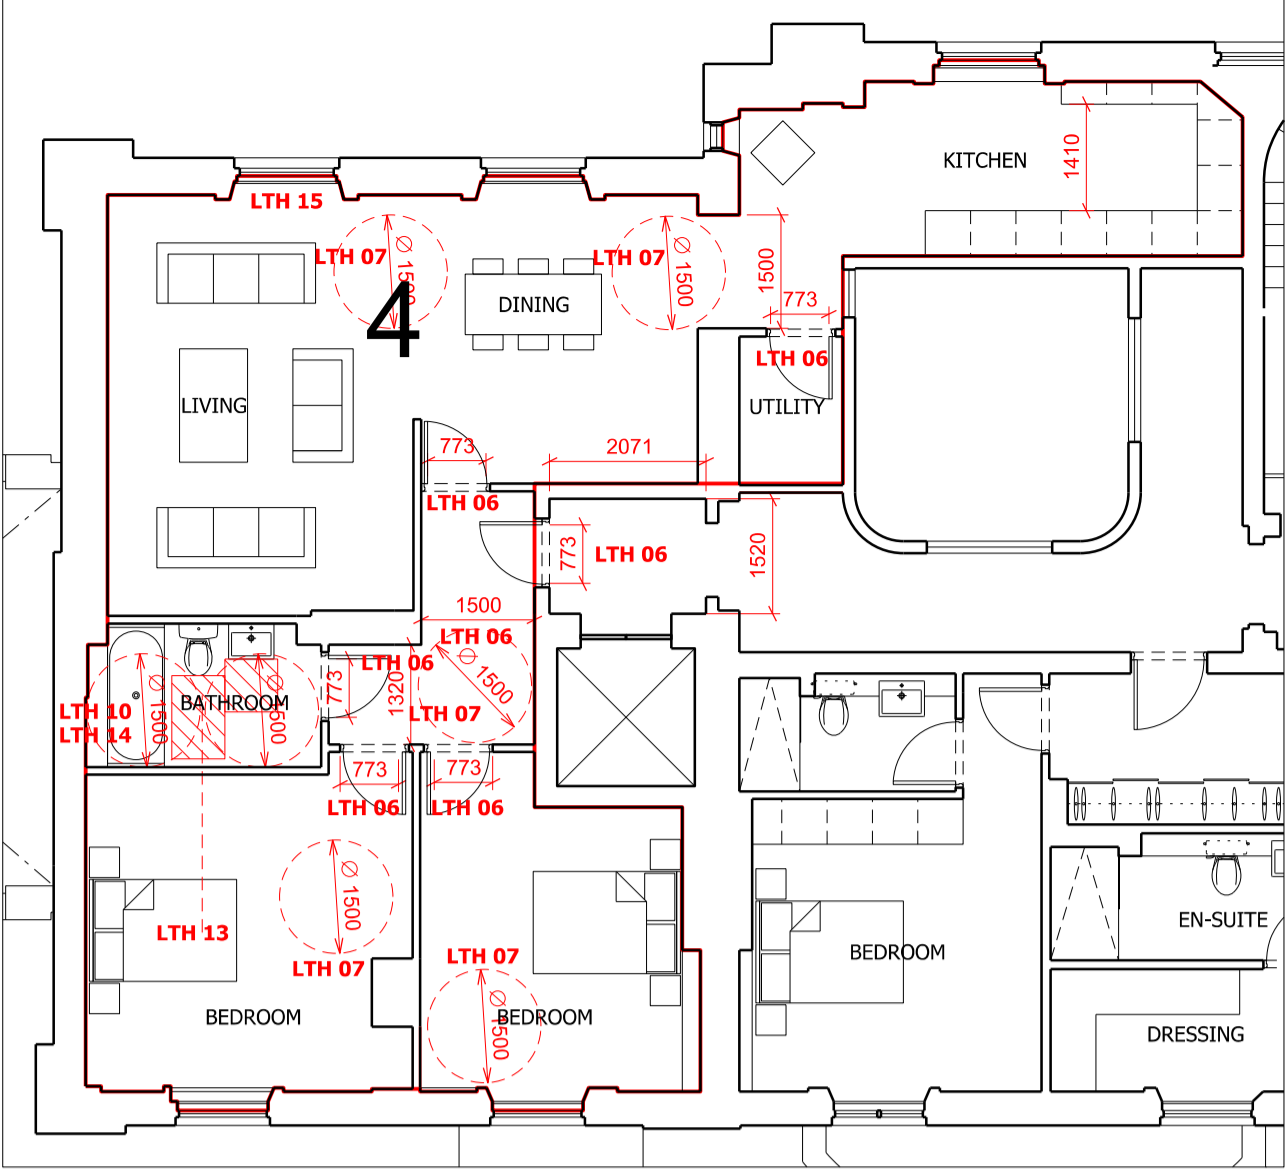 KITCHEN
1410
LTH 15
LTH 07
Ø 1500
LTH 07
Ø 1500
1500
773
DINING
4
LTH 06
LIVING
UTILITY
773
2071
LTH 06
773
LTH 06
1520
1500
LTH 06
LTH 06
773
1320
Ø 1500
BATHROOM
Ø 1500
Ø 1500
LTH 10
LTH 14
LTH 07
773
773
LTH 06
LTH 06
Ø 1500
LTH 13
LTH 07
LTH 07
BEDROOM
EN-SUITE
Ø 1500
BEDROOM
BEDROOM
DRESSING